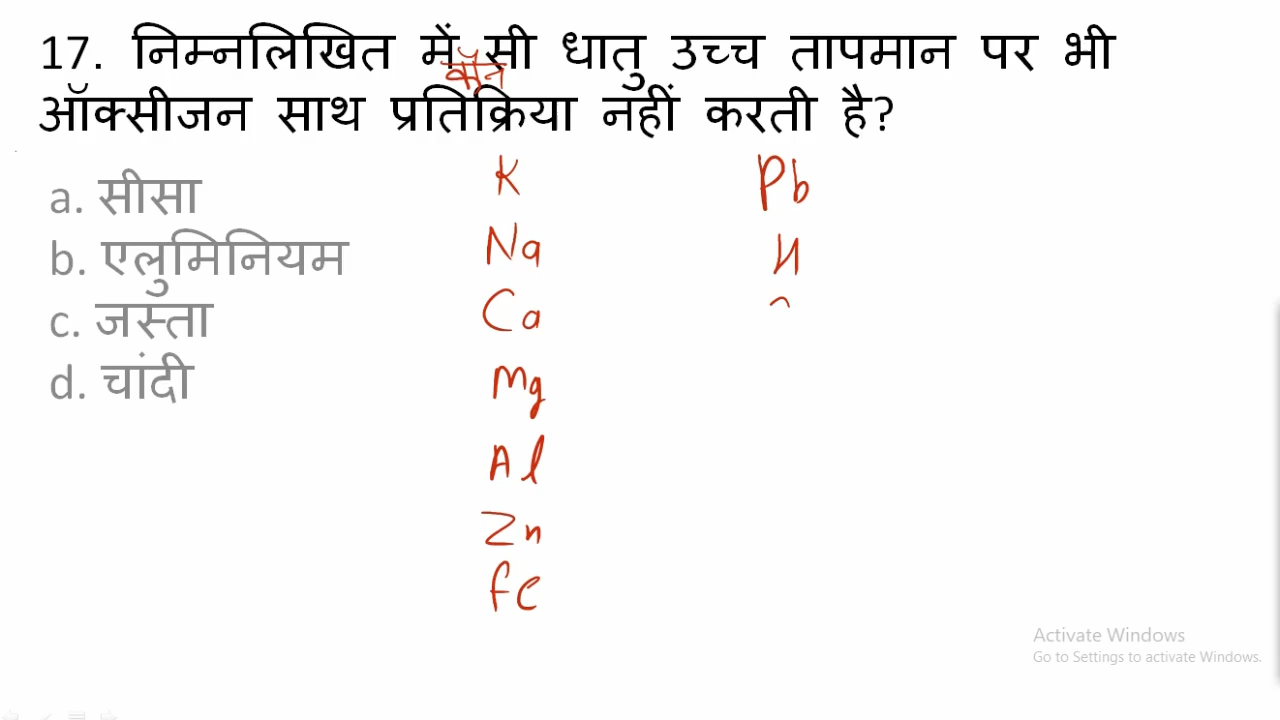 17. निम्नलिखित में सी धातु उच्च तापमान पर भी
कौन
ऑक्सीजन साथ प्रतिक्रिया नहीं करती है?
a. सीसा
b. एलुमिनियम
c. जस्ता
d. चांदी
K
Na
Ca
Mg
Al
Zn
Fe
Pb
H
Activate Windows
Go to Settings to activate Windows.